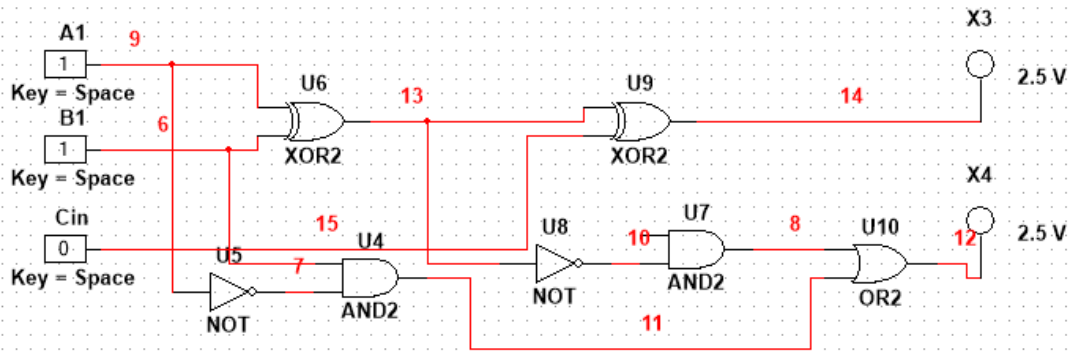 X3
A1
9
1
U6
U9
2.5 V
Key = Space
13
14
B1
6
1
XOR2
XOR2
X4
Key = Space
Cin
15
U8
U7
8
U10
12
2.5 V
0
U5
U4
10
Key = Space
7
NOT
AND2
OR2
NOT
AND2
11